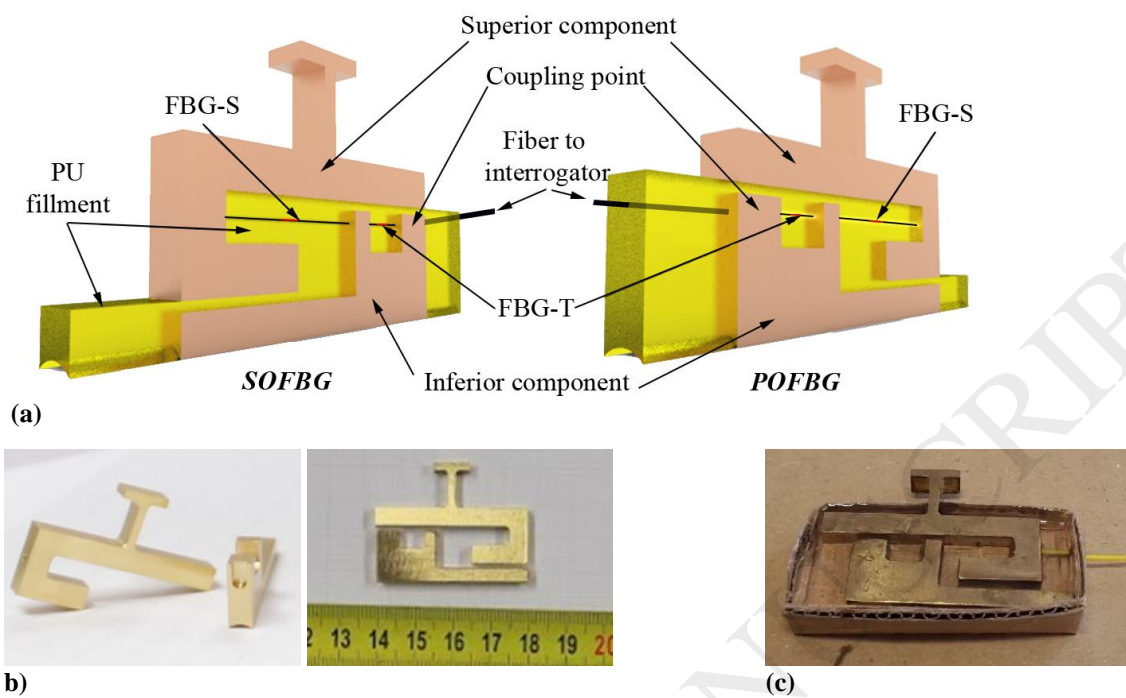 Superior component
Coupling point
FBG-S
FBG-S
Fiber to
interrogator
PU
fillment
FBG-T
SOFBG
Inferior component
POFBG
(a)
13 14 15 16 17 18 19 20
b)
(c)